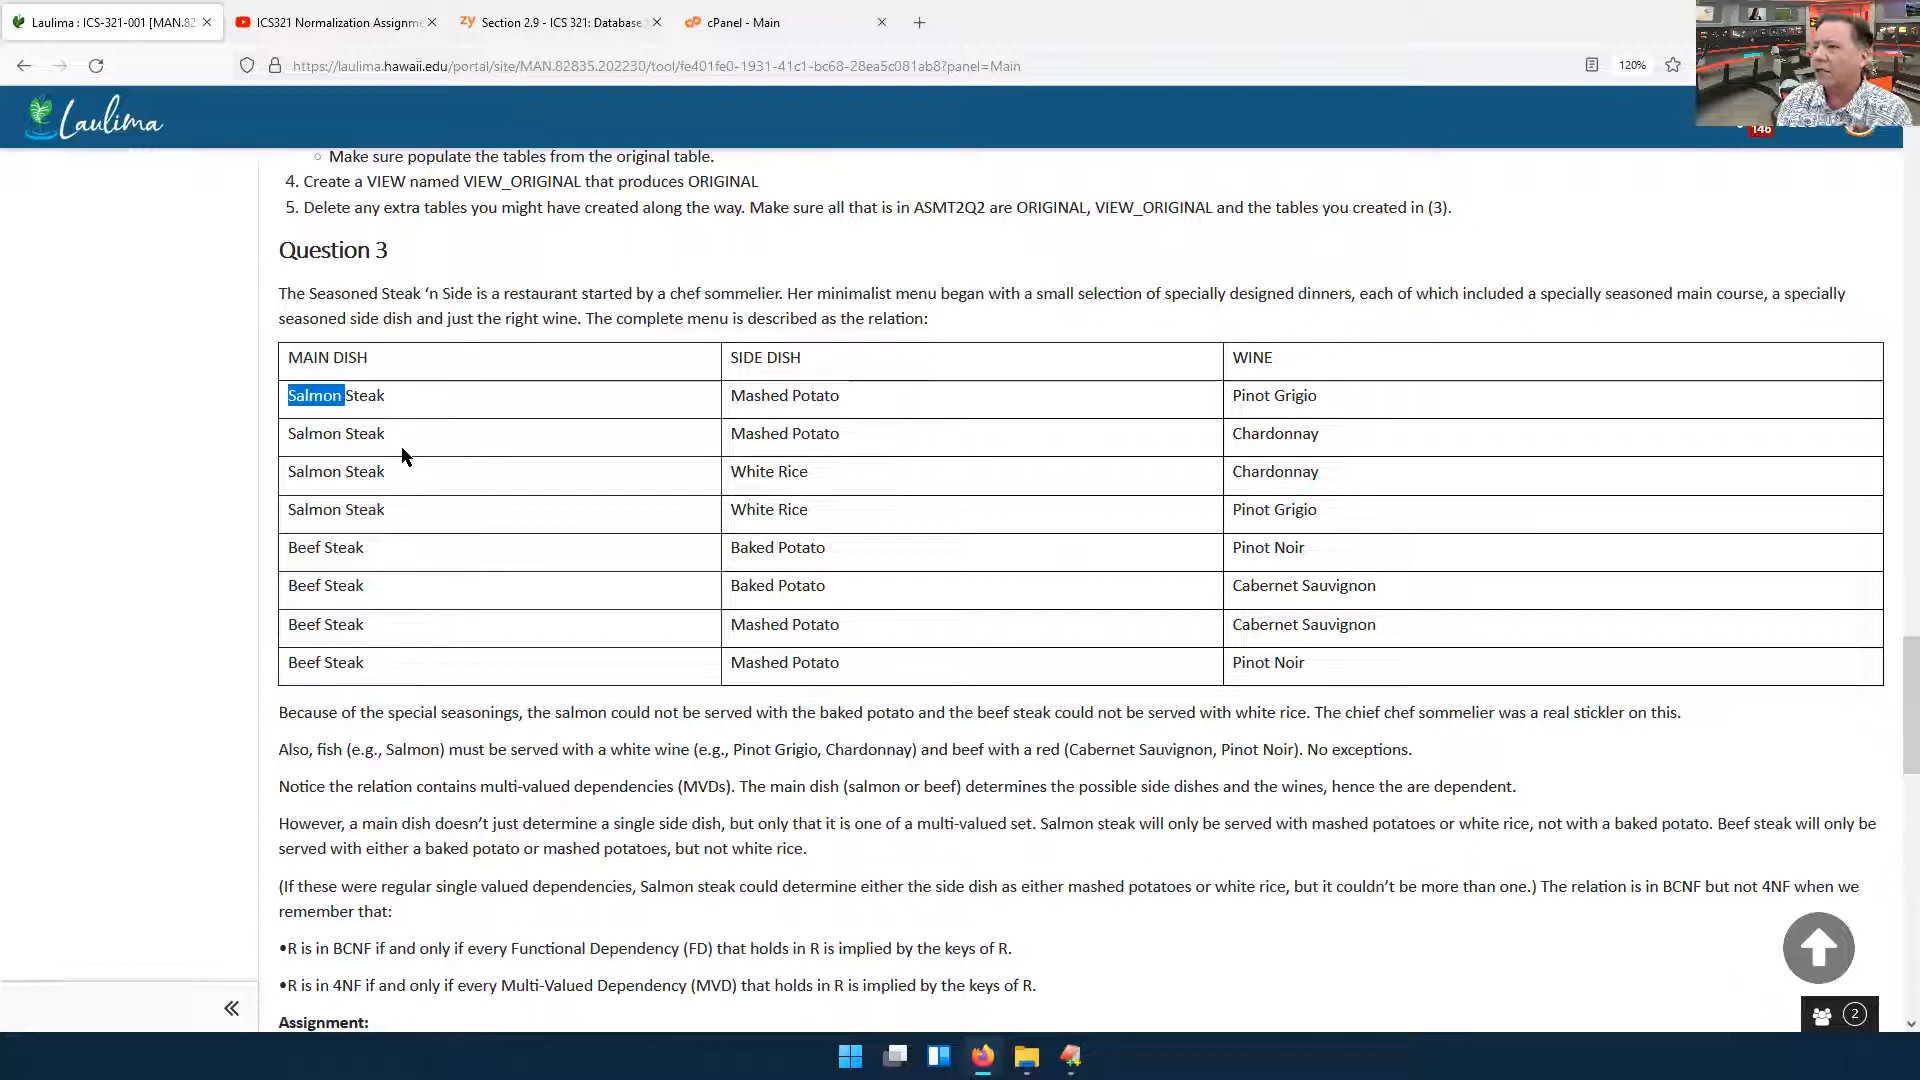 Laulima : ICS-321-001 [MAN.82
ICS321 Normalization Assignme
zy Section 2.9 - ICS 321: Database
cP cPanel - Main
https://laulima.hawaii.edu/portal/site/MAN.82835.202230/tool/fe401fe0-1931-41c1-bc68-28ea5c081ab8?panel=Main
120%
Laulima
146
Make sure populate the tables from the original table.
4. Create a VIEW named VIEW_ORIGINAL that produces ORIGINAL
5. Delete any extra tables you might have created along the way. Make sure all that is in ASMT2Q2 are ORIGINAL, VIEW_ORIGINAL and the tables you created in (3).
Question 3
The Seasoned Steak ‘n Side is a restaurant started by a chef sommelier. Her minimalist menu began with a small selection of specially designed dinners, each of which included a specially seasoned main course, a specially
seasoned side dish and just the right wine. The complete menu is described as the relation:
MAIN DISH SIDE DISH WINE
Salmon Steak Mashed Potato Pinot Grigio
Salmon Steak Mashed Potato Chardonnay
Salmon Steak White Rice Chardonnay
Salmon Steak White Rice Pinot Grigio
Beef Steak Baked Potato Pinot Noir
Beef Steak Baked Potato Cabernet Sauvignon
Beef Steak Mashed Potato Cabernet Sauvignon
Beef Steak Mashed Potato Pinot Noir
Because of the special seasonings, the salmon could not be served with the baked potato and the beef steak could not be served with white rice. The chief chef sommelier was a real stickler on this.
Also, fish (e.g., Salmon) must be served with a white wine (e.g., Pinot Grigio, Chardonnay) and beef with a red (Cabernet Sauvignon, Pinot Noir). No exceptions.
Notice the relation contains multi-valued dependencies (MVDs). The main dish (salmon or beef) determines the possible side dishes and the wines, hence the are dependent.
However, a main dish doesn’t just determine a single side dish, but only that it is one of a multi-valued set. Salmon steak will only be served with mashed potatoes or white rice, not with a baked potato. Beef steak will only be
served with either a baked potato or mashed potatoes, but not white rice.
(If these were regular single valued dependencies, Salmon steak could determine either the side dish as either mashed potatoes or white rice, but it couldn’t be more than one.) The relation is in BCNF but not 4NF when we
remember that:
•R is in BCNF if and only if every Functional Dependency (FD) that holds in R is implied by the keys of R.
•R is in 4NF if and only if every Multi-Valued Dependency (MVD) that holds in R is implied by the keys of R.
Assignment:
2